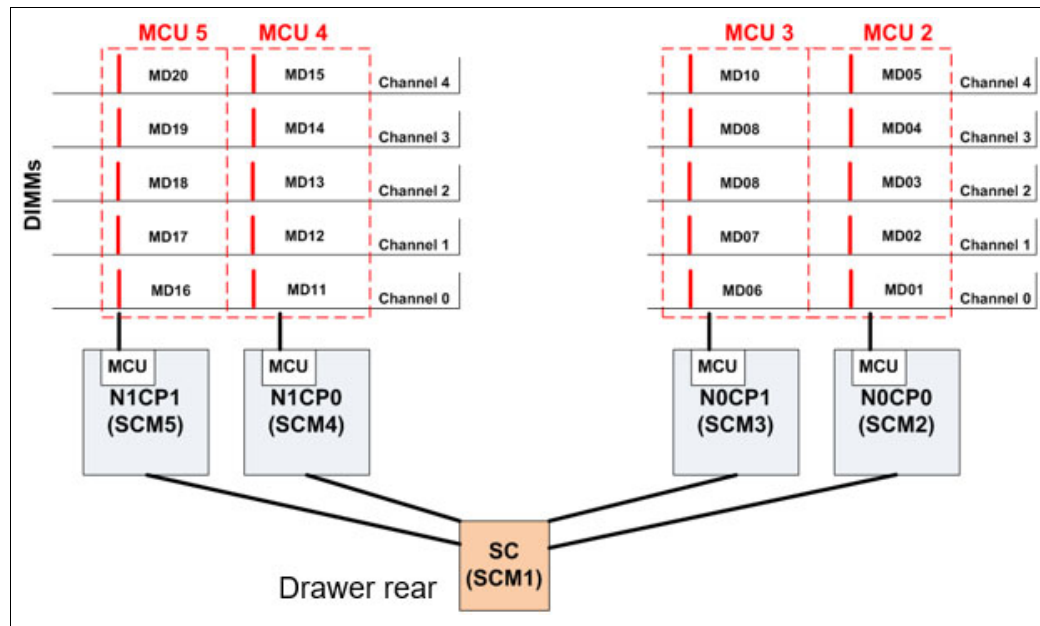 MCU 5 MCU 4 MCU 3 MCU 2
MD20 MD15 Channel 4 MD10 MD05 Channel 4
MD19 MD14 Channel 3 MD08 MD04 Channel 3
DIMMs
MD18 MD13 Channel 2 MD08 MD03 Channel 2
MD17 MD12 Channel 1 MD07 MD02 Channel 1
MD16 MD11 Channel 0 MD06 MD01 Channel 0
MCU MCU MCU MCU
N1CP1 N1CP0 N0CP1 N0CP0
(SCM5) (SCM4) (SCM3) (SCM2)
SC
(SCM1)
Drawer rear